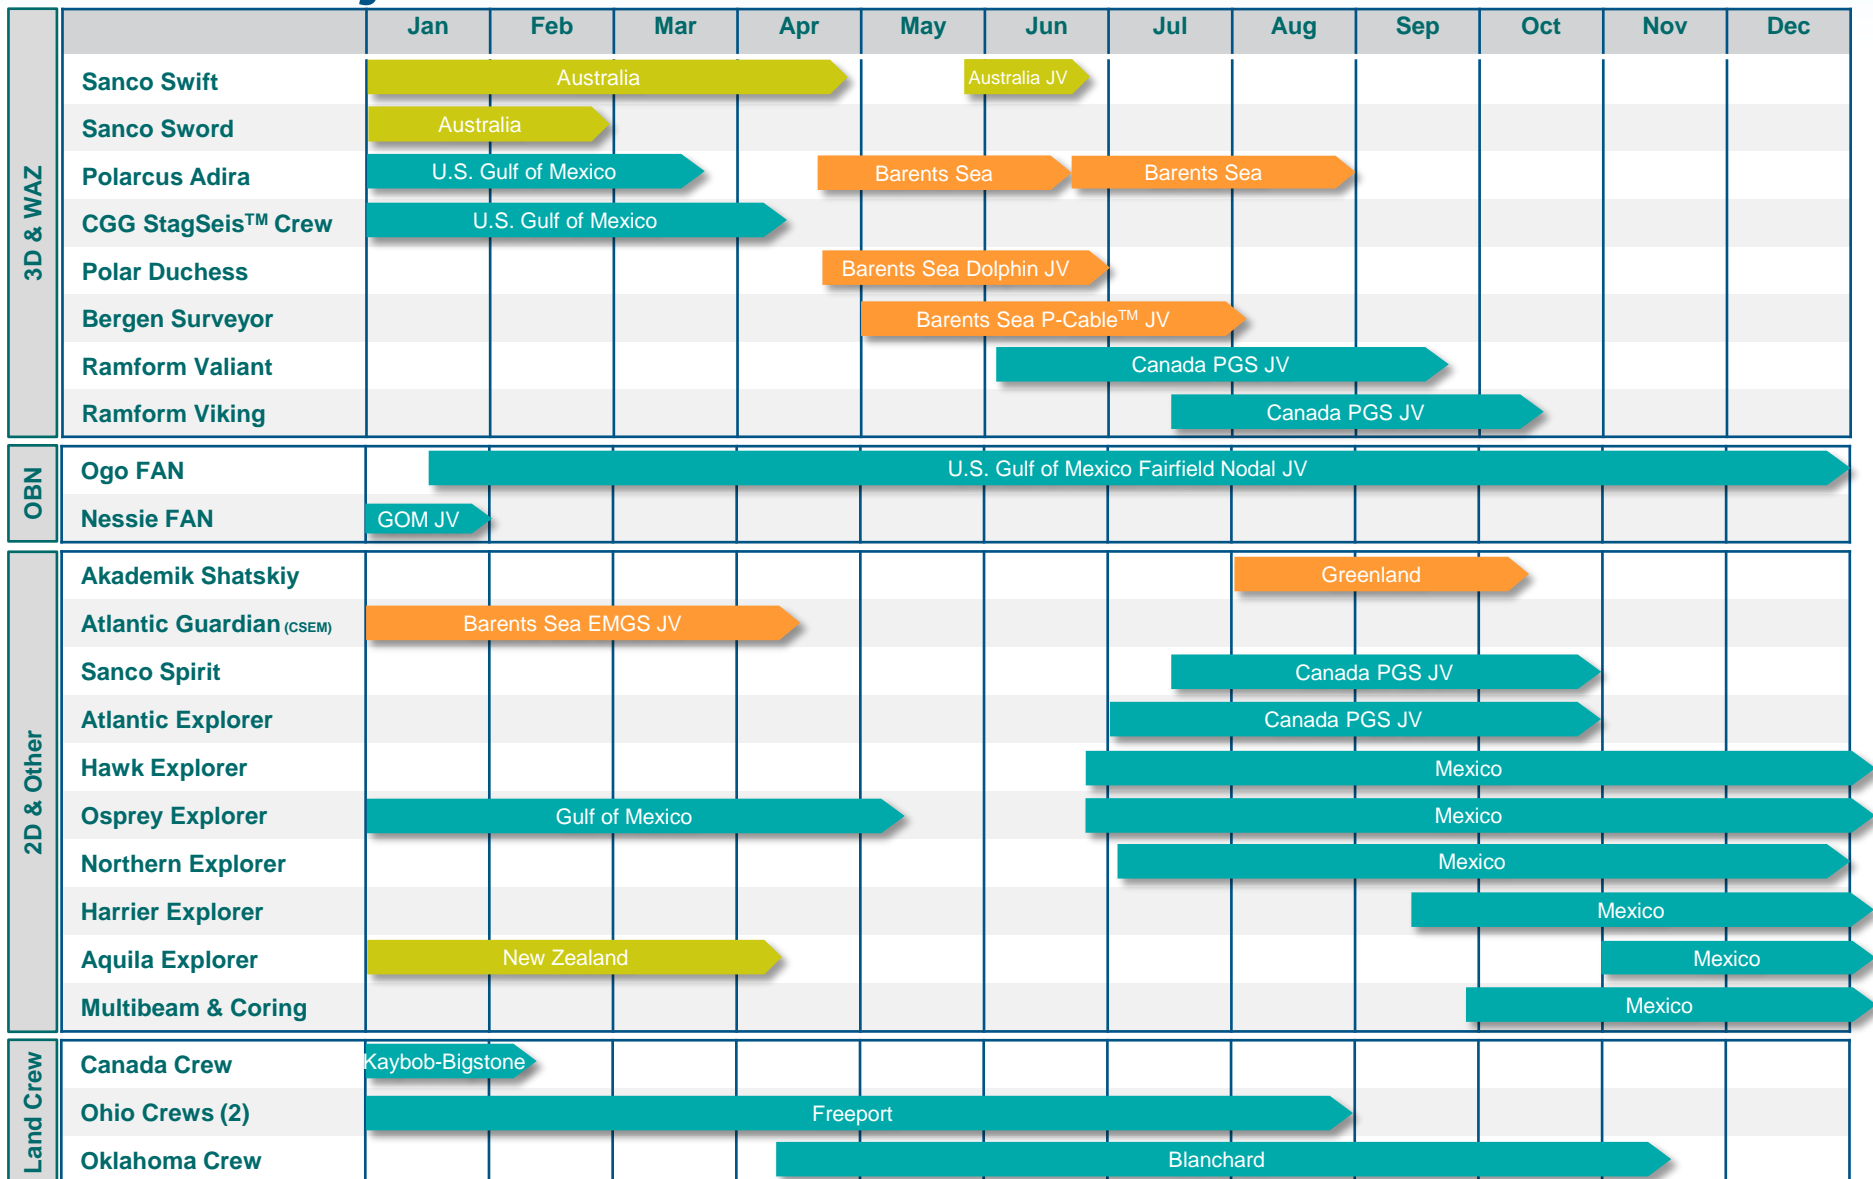 Jan Feb Mar Apr May Jun Jul Aug Sep Oct Nov Dec
3D & WAZ
Sanco Swift Australia Australia JV
Sanco Sword Australia
Polarcus Adira U.S. Gulf of Mexico Barents Sea Barents Sea
CGG StagSeis™ Crew U.S. Gulf of Mexico
Polar Duchess Barents Sea Dolphin JV
Bergen Surveyor Barents Sea P-Cable™ JV
Ramform Valiant Canada PGS JV
Ramform Viking Canada PGS JV
OBN
Ogo FAN U.S. Gulf of Mexico Fairfield Nodal JV
Nessie FAN GOM JV
2D & Other
Akademik Shatskiy Greenland
Atlantic Guardian (CSEM) Barents Sea EMGS JV
Sanco Spirit Canada PGS JV
Atlantic Explorer Canada PGS JV
Hawk Explorer Mexico
Osprey Explorer Gulf of Mexico Mexico
Northern Explorer Mexico
Harrier Explorer Mexico
Aquila Explorer New Zealand Mexico
Multibeam & Coring Mexico
Land Crew
Canada Crew Kaybob-Bigstone
Ohio Crews (2) Freeport
Oklahoma Crew Blanchard